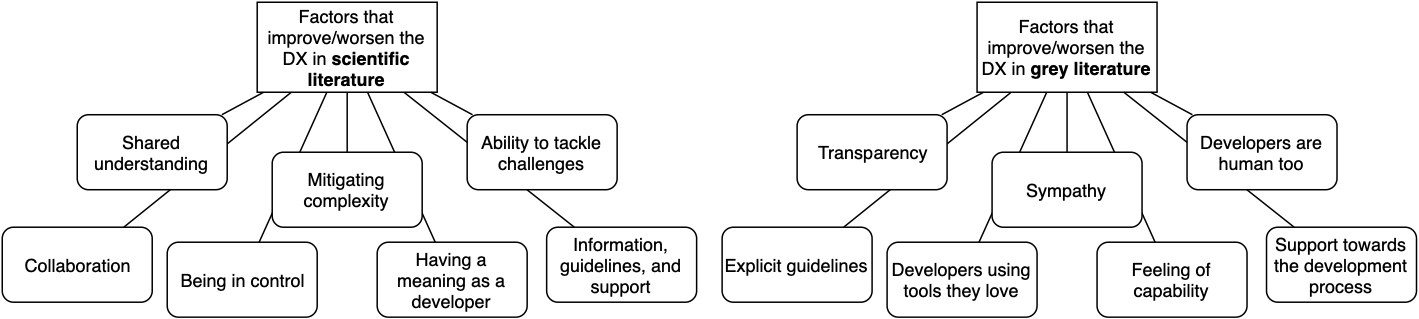 Factors that
improve/worsen the
DX in scientific
literature
Shared
understanding
Mitigating
complexity
Ability to tackle
challenges
Collaboration
Being in control
Having a
meaning as a
developer
Information,
guidelines, and
support
Factors that
improve/worsen the
DX in grey literature
Transparency
Sympathy
Developers are
human too
Explicit guidelines
Developers using
tools they love
Feeling of
capability
Support towards
the development
process